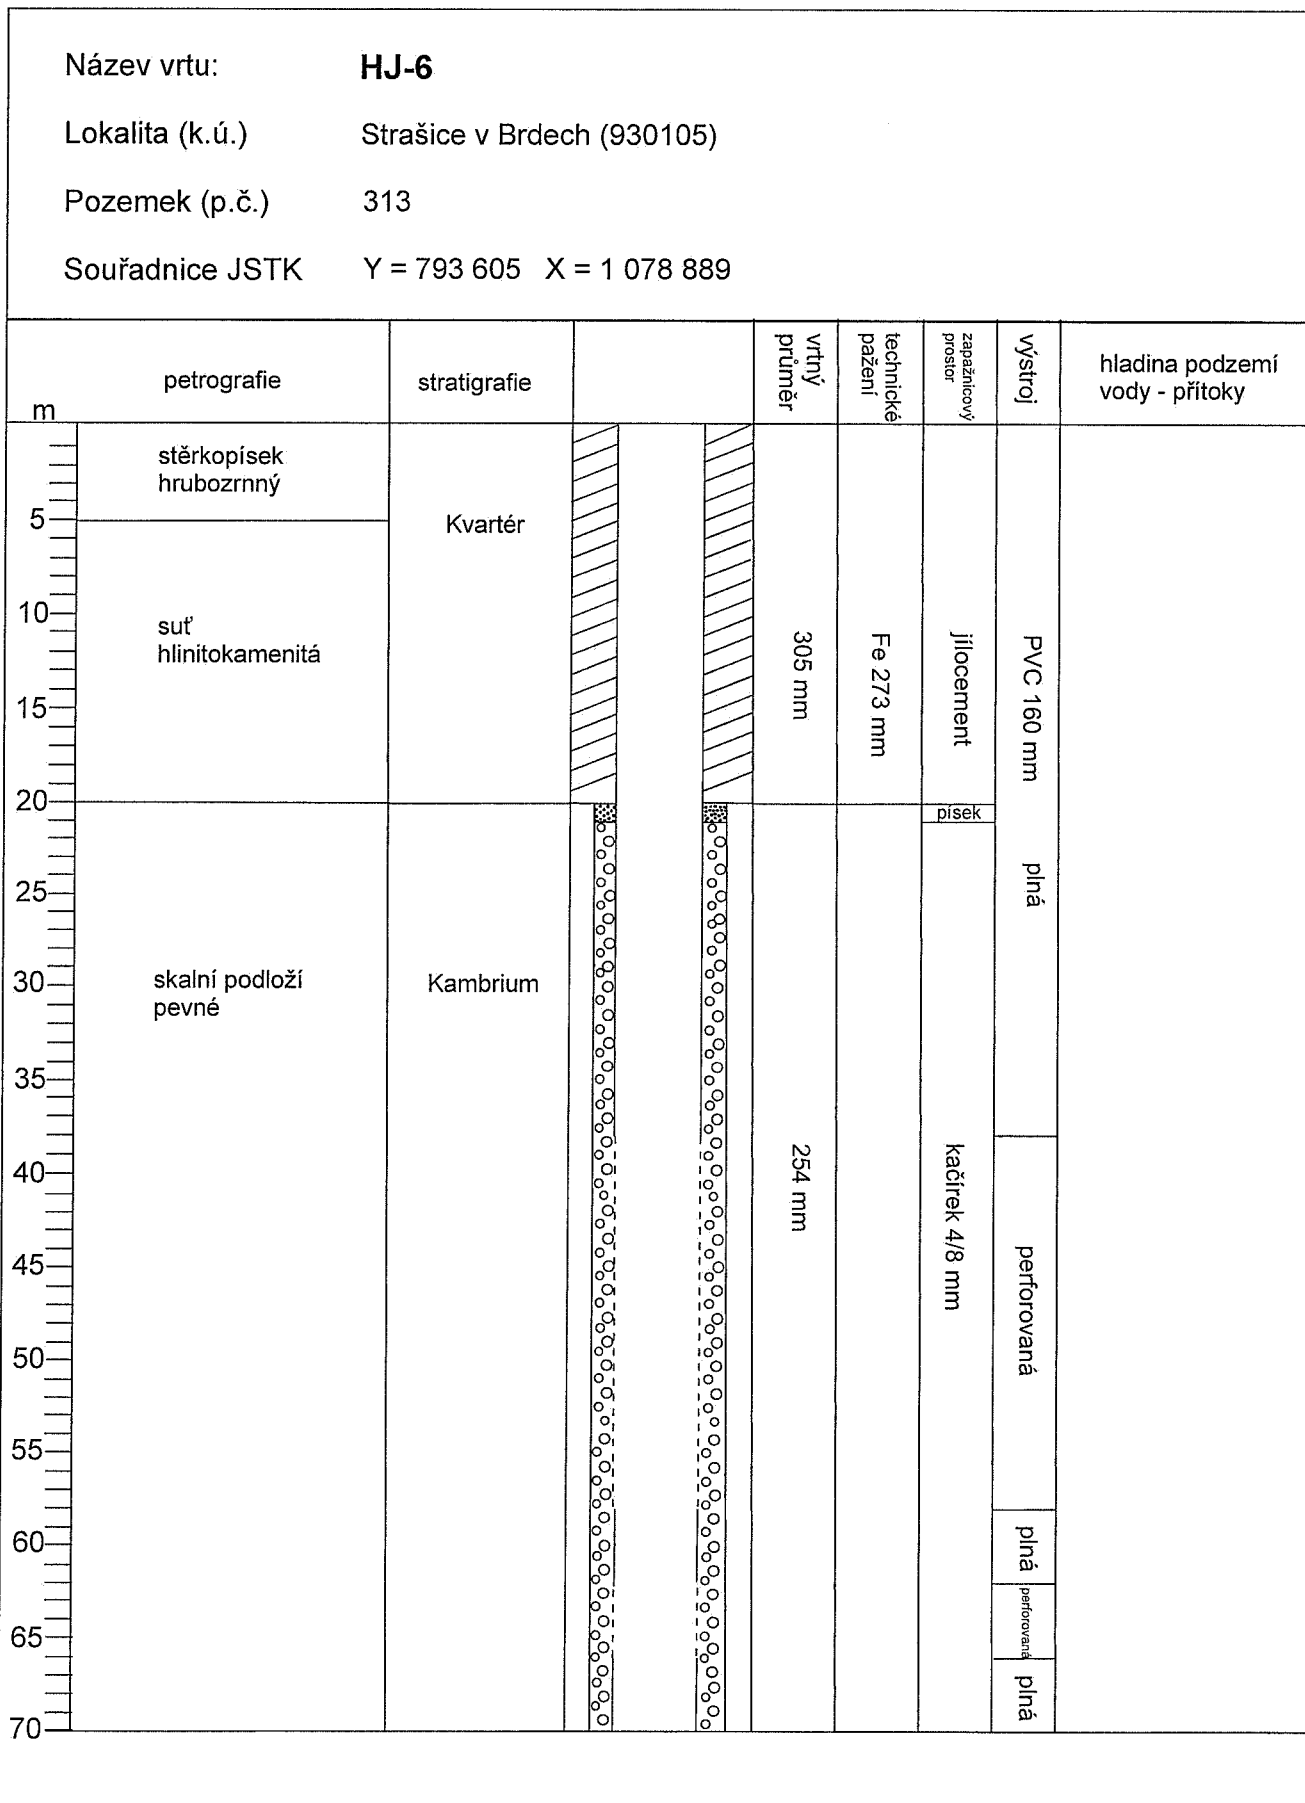 Název vrtu: HJ-6
Lokalita (k.ú.) Strašice v Brdech (930105)
Pozemek (p.č.) 313
Souřadnice JSTK Y = 793 605 X = 1 078 889
m
petrografie
stratigrafie
vrtný
průměr
technické
pažení
zapažnicový
prostor
výstroj
hladina podzemí
vody - přítoky
stěrkopísek
hrubozrnný
5
Kvartér
10
suť
hlinitokamenitá
305 mm
Fe 273 mm
jílocement
PVC 160 mm
15
20
písek
25
plná
30
skalní podloží
pevné
Kambrium
35
40
254 mm
kačírek 4/8 mm
45
perforovaná
50
55
60
plná
perforovaná
65
plná
70